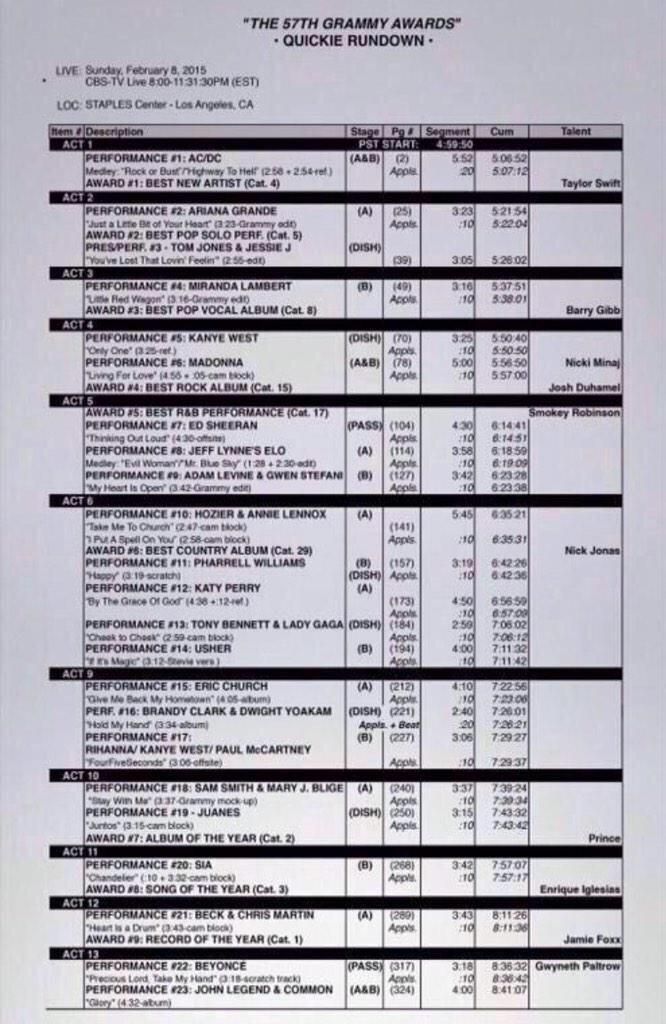 "THE 57TH GRAMMY AWARDS"
· QUICKIE RUNDOWN ·
LIVE: Sunday, February 8, 2015
CBS-TV Live 8:00-11:31:30PM (EST)
LOC: STAPLES Center - Los Angeles, CA
Item # Description Stage Pg # Segment Cum Talent
ACT 1 PST START: 4:59:50
PERFORMANCE #1: AC/DC (A&B) (2) 5:52 5:06:52
Medley: "Rock or Bust"/"Highway To Hell" (2:58 + 2:54-ref.) Appls. :20 5:07:12
AWARD #1: BEST NEW ARTIST (Cat. 4) Taylor Swift
ACT 2
PERFORMANCE #2: ARIANA GRANDE (A) (25) 3:23 5:21:54
"Just a Little Bit of Your Heart" (3:23-Grammy edit) Appls. :10 5:22:04
AWARD #2: BEST POP SOLO PERF. (Cat. 5)
PRES/PERF. #3 - TOM JONES & JESSIE J (DISH)
"You've Lost That Lovin' Feelin'" (2:55-edit) (39) 3:05 5:26:02
ACT 3
PERFORMANCE #4: MIRANDA LAMBERT (B) (49) 3:16 5:37:51
"Little Red Wagon" (3:16-Grammy edit) Appls. :10 5:38:01
AWARD #3: BEST POP VOCAL ALBUM (Cat. 8) Barry Gibb
ACT 4
PERFORMANCE #5: KANYE WEST (DISH) (70) 3:25 5:50:40
"Only One" (3:25-ref.) Appls. :10 5:50:50
PERFORMANCE #6: MADONNA (A&B) (78) 5:00 5:56:50 Nicki Minaj
"Living For Love" (4:55 + :05-cam block) Appls. :10 5:57:00
AWARD #4: BEST ROCK ALBUM (Cat. 15) Josh Duhamel
ACT 5
AWARD #5: BEST R&B PERFORMANCE (Cat. 17) Smokey Robinson
PERFORMANCE #7: ED SHEERAN (PASS) (104) 4:30 6:14:41
"Thinking Out Loud" (4:30-offsite) Appls. :10 6:14:51
PERFORMANCE #8: JEFF LYNNE'S ELO (A) (114) 3:58 6:18:59
Medley: "Evil Woman"/"Mr. Blue Sky" (1:28 + 2:30-edit) Appls. :10 6:19:09
PERFORMANCE #9: ADAM LEVINE & GWEN STEFANI (B) (127) 3:42 6:23:28
"My Heart Is Open" (3:42-Grammy edit) Appls. :10 6:23:38
ACT 6
PERFORMANCE #10: HOZIER & ANNIE LENNOX (A) 5:45 6:35:21
"Take Me To Church" (2:47-cam block) (141)
"I Put A Spell On You" (2:58-cam block) Appls. :10 6:35:31
AWARD #6: BEST COUNTRY ALBUM (Cat. 29) Nick Jonas
PERFORMANCE #11: PHARRELL WILLIAMS (B) (157) 3:19 6:42:26
"Happy" (3:19-scratch) (DISH) Appls. :10 6:42:36
PERFORMANCE #12: KATY PERRY (A)
"By The Grace Of God" (4:38 +:12-ref.) (173) 4:50 6:56:59
Appls. :10 6:57:09
PERFORMANCE #13: TONY BENNETT & LADY GAGA (DISH) (184) 2:59 7:06:02
"Cheek to Cheek" (2:59-cam block) Appls. :10 7:06:12
PERFORMANCE #14: USHER (B) (194) 4:00 7:11:32
"If It's Magic" (3:12-Stevie vers.) Appls. :10 7:11:42
ACT 9
PERFORMANCE #15: ERIC CHURCH (A) (212) 4:10 7:22:56
"Give Me Back My Hometown" (4:05-album) Appls. :10 7:23:06
PERF. #16: BRANDY CLARK & DWIGHT YOAKAM (DISH) (221) 2:40 7:26:01
"Hold My Hand" (3:34-album) Appls. + Beat :20 7:26:21
PERFORMANCE #17: (B) (227) 3:06 7:29:27
RIHANNA/ KANYE WEST/ PAUL McCARTNEY
"FourFiveSeconds" (3:06-offsite) Appls. :10 7:29:37
ACT 10
PERFORMANCE #18: SAM SMITH & MARY J. BLIGE (A) (240) 3:37 7:39:24
"Stay With Me" (3:37-Grammy mock-up) Appls. :10 7:39:34
PERFORMANCE #19 - JUANES (DISH) (250) 3:15 7:43:32
"Juntos" (3:15-cam block) Appls. :10 7:43:42
AWARD #7: ALBUM OF THE YEAR (Cat. 2) Prince
ACT 11
PERFORMANCE #20: SIA (B) (268) 3:42 7:57:07
"Chandelier" (:10 + 3:32-cam block) Appls. :10 7:57:17
AWARD #8: SONG OF THE YEAR (Cat. 3) Enrique Iglesias
ACT 12
PERFORMANCE #21: BECK & CHRIS MARTIN (A) (289) 3:43 8:11:26
"Heart Is a Drum" (3:43-cam block) Appls. :10 8:11:36
AWARD #9: RECORD OF THE YEAR (Cat. 1) Jamie Foxx
ACT 13
PERFORMANCE #22: BEYONCÉ (PASS) (317) 3:18 8:36:32 Gwyneth Paltrow
"Precious Lord, Take My Hand" (3:18-scratch track) Appls. :10 8:36:42
PERFORMANCE #23: JOHN LEGEND & COMMON (A&B) (324) 4:00 8:41:07
"Glory" (4:32-album)